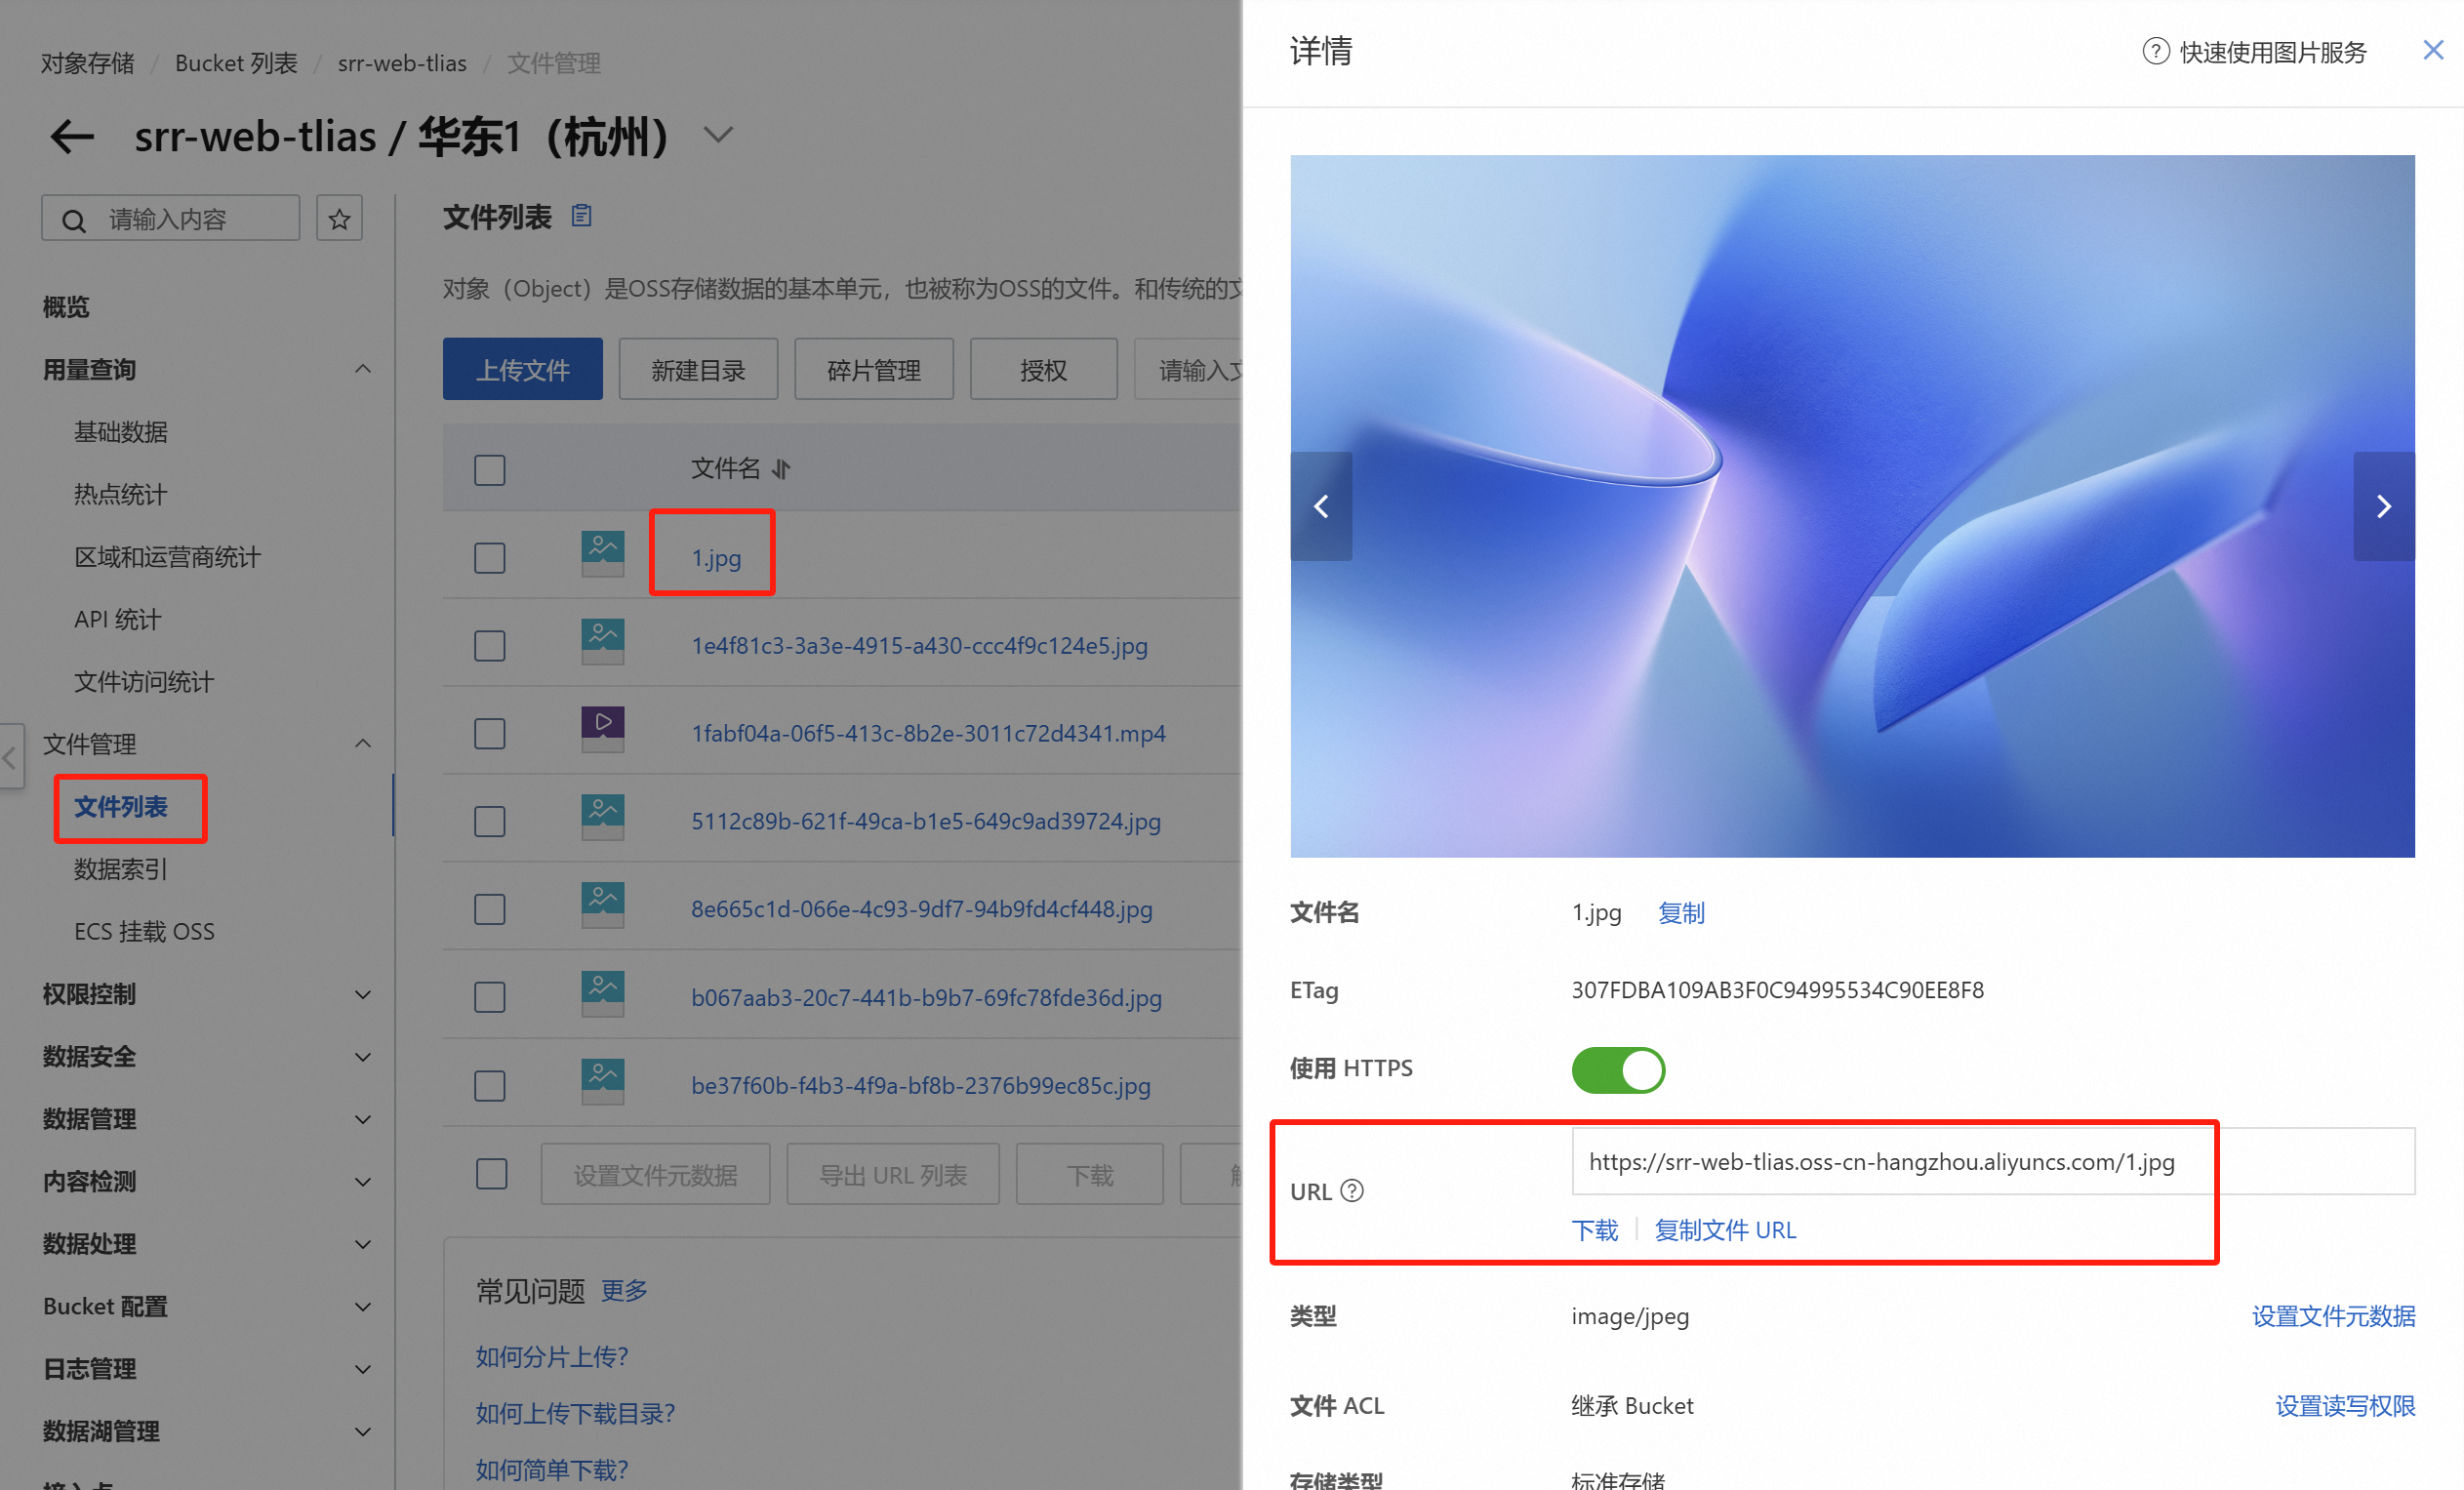 对象存储 / Bucket 列表 / srr-web-tlias / 文件管理
srr-web-tlias / 华东1（杭州）
请输入内容
概览
用量查询
基础数据
热点统计
区域和运营商统计
API 统计
文件访问统计
文件管理
文件列表
数据索引
ECS 挂载 OSS
权限控制
数据安全
数据管理
内容检测
数据处理
Bucket 配置
日志管理
数据湖管理
文件列表
对象（Object）是OSS存储数据的基本单元，也被称为OSS的文件。和传统的文
上传文件 新建目录 碎片管理 授权 请输入文
文件名
1.jpg
1e4f81c3-3a3e-4915-a430-ccc4f9c124e5.jpg
1fabf04a-06f5-413c-8b2e-3011c72d4341.mp4
5112c89b-621f-49ca-b1e5-649c9ad39724.jpg
8e665c1d-066e-4c93-9df7-94b9fd4cf448.jpg
b067aab3-20c7-441b-b9b7-69fc78fde36d.jpg
be37f60b-f4b3-4f9a-bf8b-2376b99ec85c.jpg
设置文件元数据 导出 URL 列表 下载
常见问题 更多
如何分片上传？
如何上传下载目录？
如何简单下载？
详情
快速使用图片服务
文件名 1.jpg 复制
ETag 307FDBA109AB3F0C94995534C90EE8F8
使用 HTTPS
URL https://srr-web-tlias.oss-cn-hangzhou.aliyuncs.com/1.jpg
下载 复制文件 URL
类型 image/jpeg 设置文件元数据
文件 ACL 继承 Bucket 设置读写权限
存储类型 标准存储